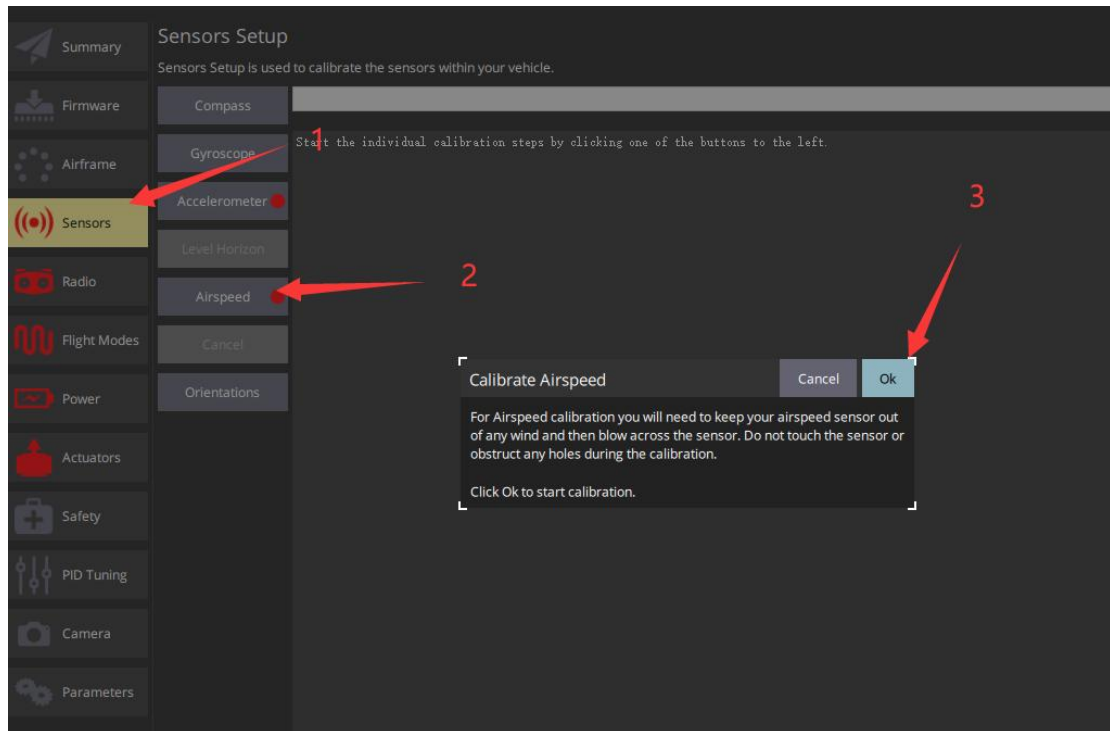 Summary
Firmware
Airframe
Sensors
Radio
Flight Modes
Power
Actuators
Safety
PID Tuning
Camera
Parameters
Sensors Setup
Sensors Setup is used to calibrate the sensors within your vehicle.
Compass
Gyroscope
Accelerometer
Level Horizon
Airspeed
Cancel
Orientations
Start the individual calibration steps by clicking one of the buttons to the left.
1
2
3
Calibrate Airspeed
Cancel
Ok
For Airspeed calibration you will need to keep your airspeed sensor out
of any wind and then blow across the sensor. Do not touch the sensor or
obstruct any holes during the calibration.
Click Ok to start calibration.